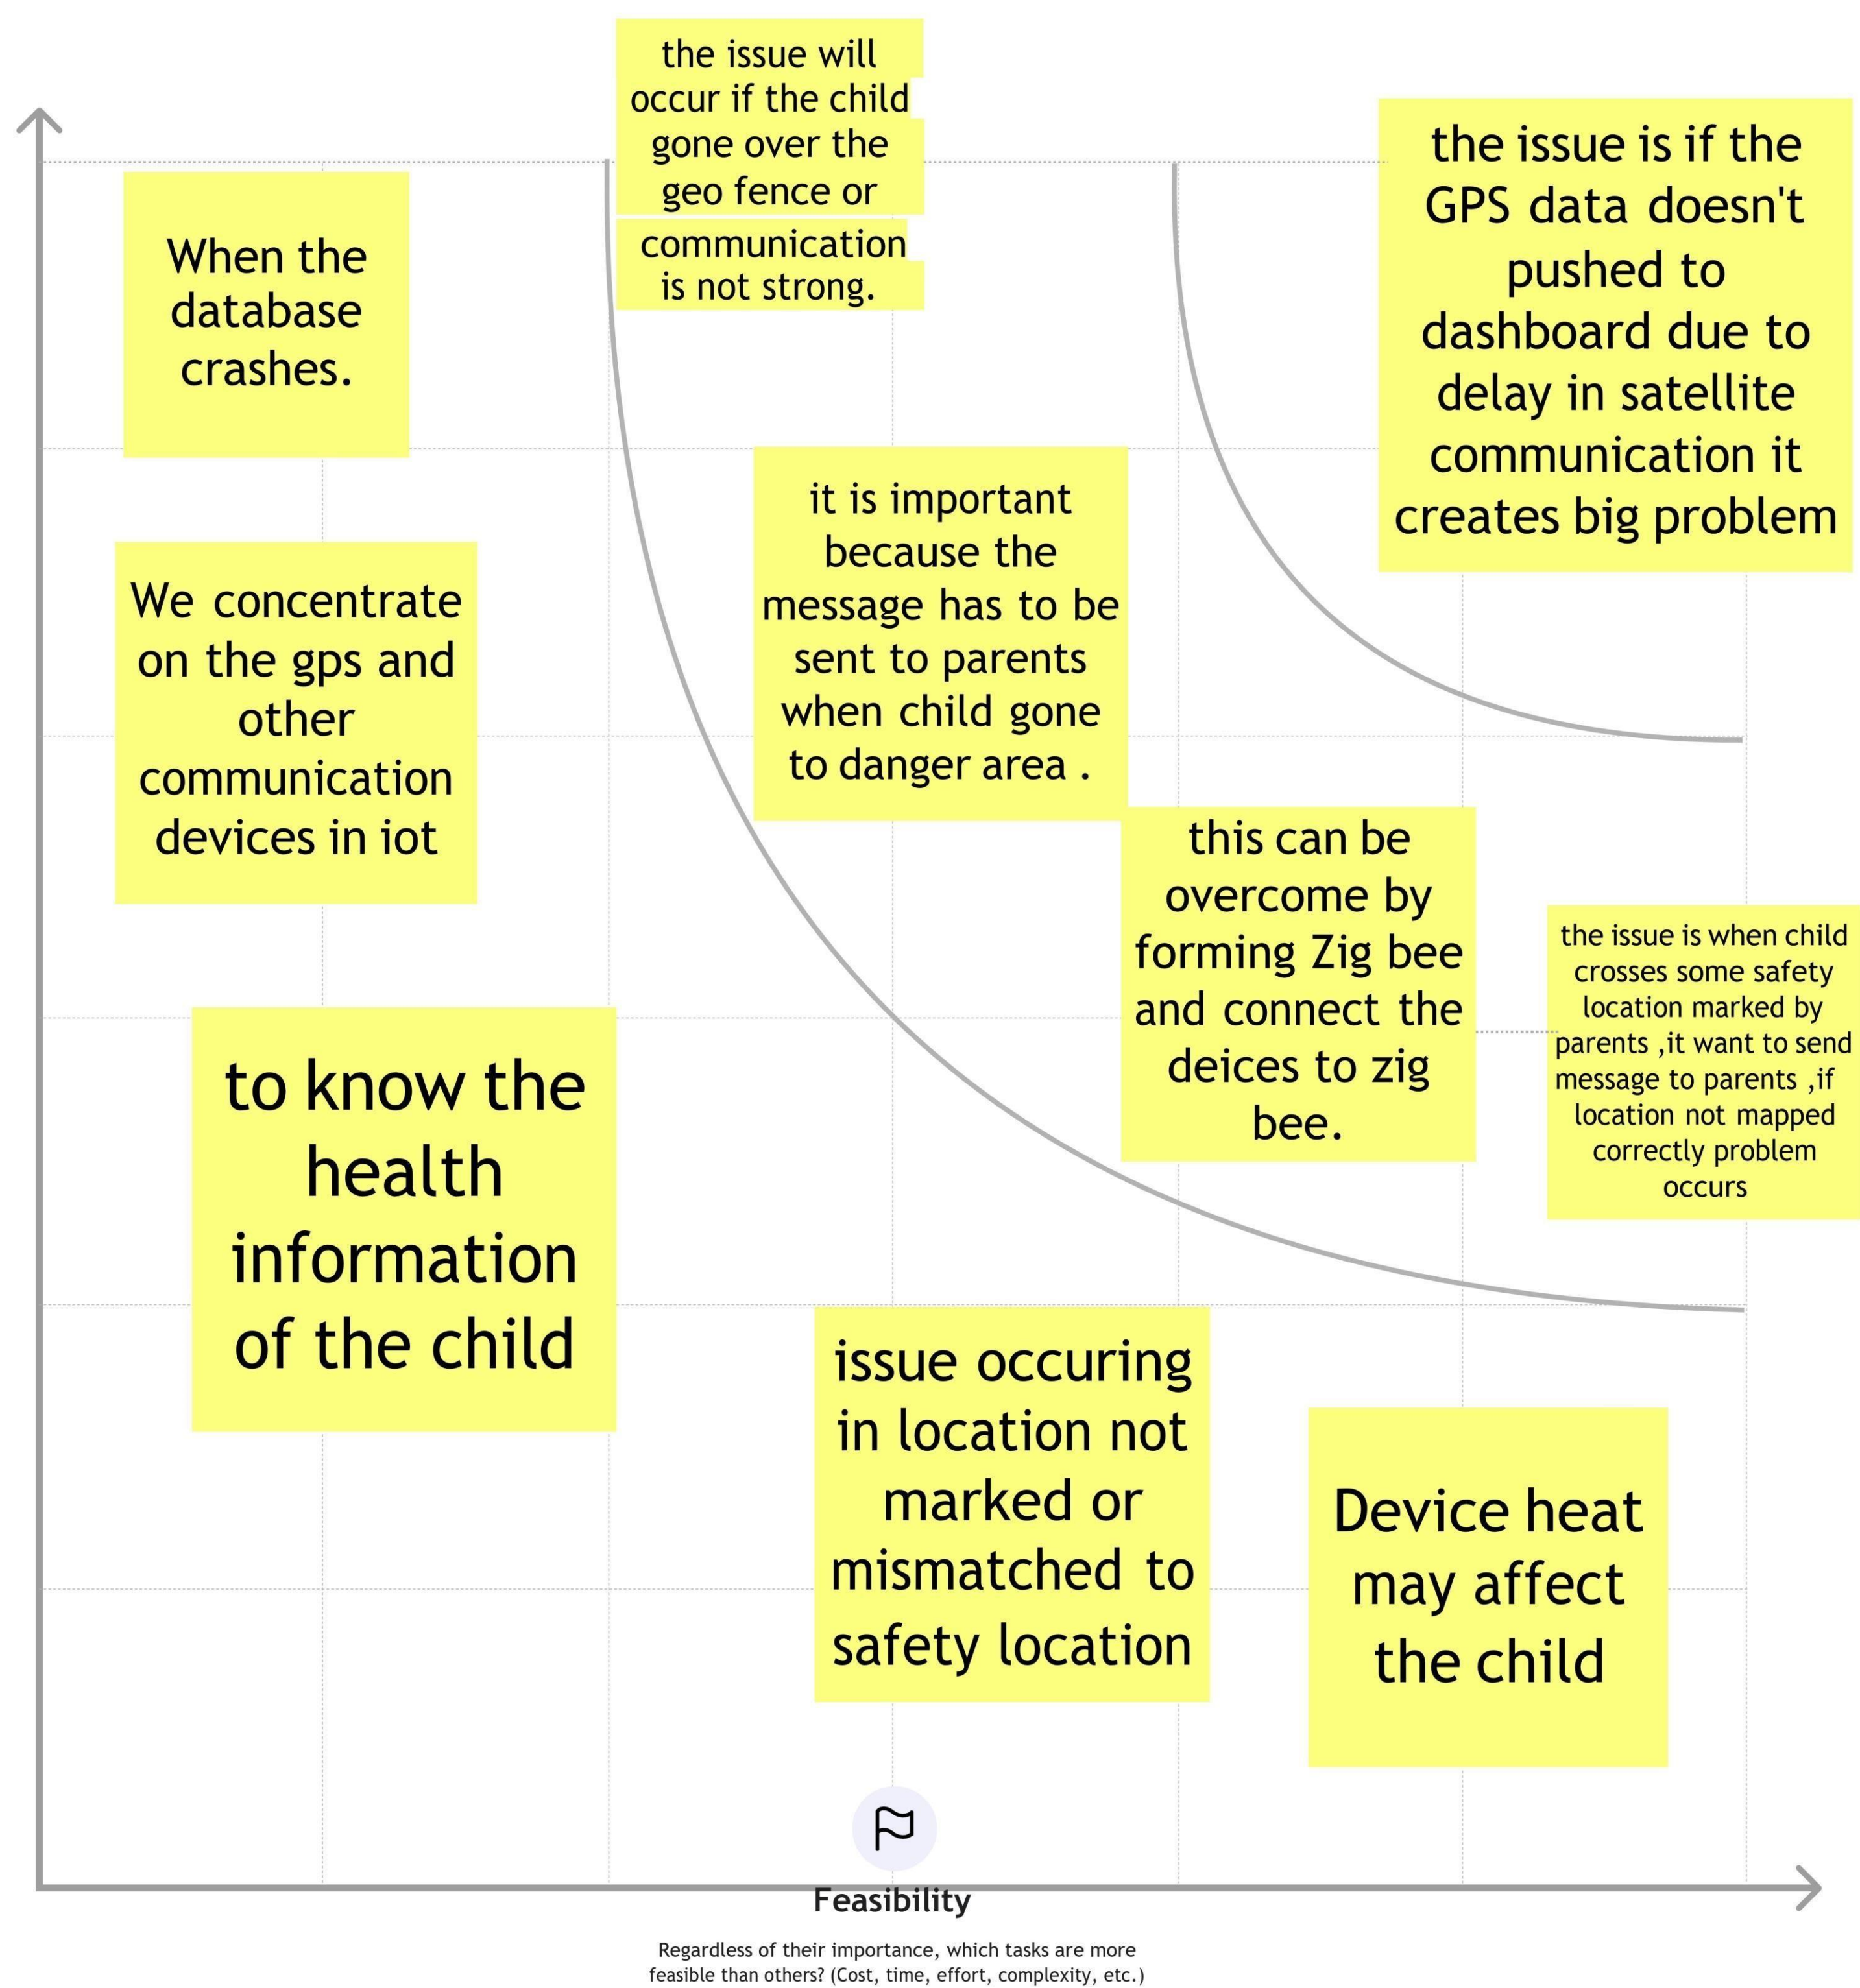 the issue will
occur if the child
gone over the
geo fence or
communication
is not strong.
the issue is if the
GPS data doesn't
pushed to
dashboard due to
delay in satellite
communication it
creates big problem
When the
database
crashes.
it is important
because the
message has to be
sent to parents
when child gone
to danger area .
We concentrate
on the gps and
other
communication
devices in iot
this can be
overcome by
forming Zig bee
and connect the
deices to zig
bee.
the issue is when child
crosses some safety
location marked by
parents ,it want to send
message to parents ,if
location not mapped
correctly problem
occurs
to know the
health
information
of the child
issue occuring
in location not
marked or
mismatched to
safety location
Device heat
may affect
the child
Feasibility
Regardless of their importance, which tasks are more
feasible than others? (Cost, time, effort, complexity, etc.)